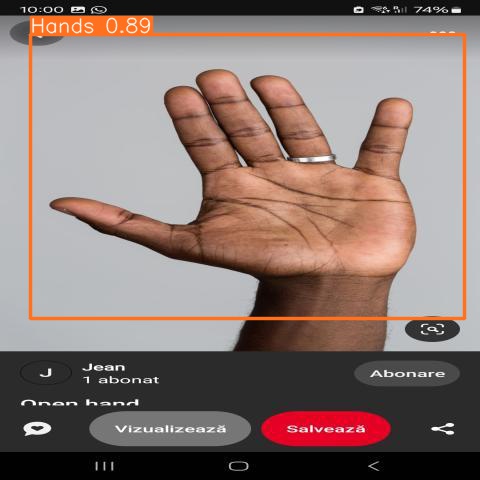 10:00 74%
Hands 0.89
J Jean
1 abonat
Abonare
Open hand
Vizualizează Salvează